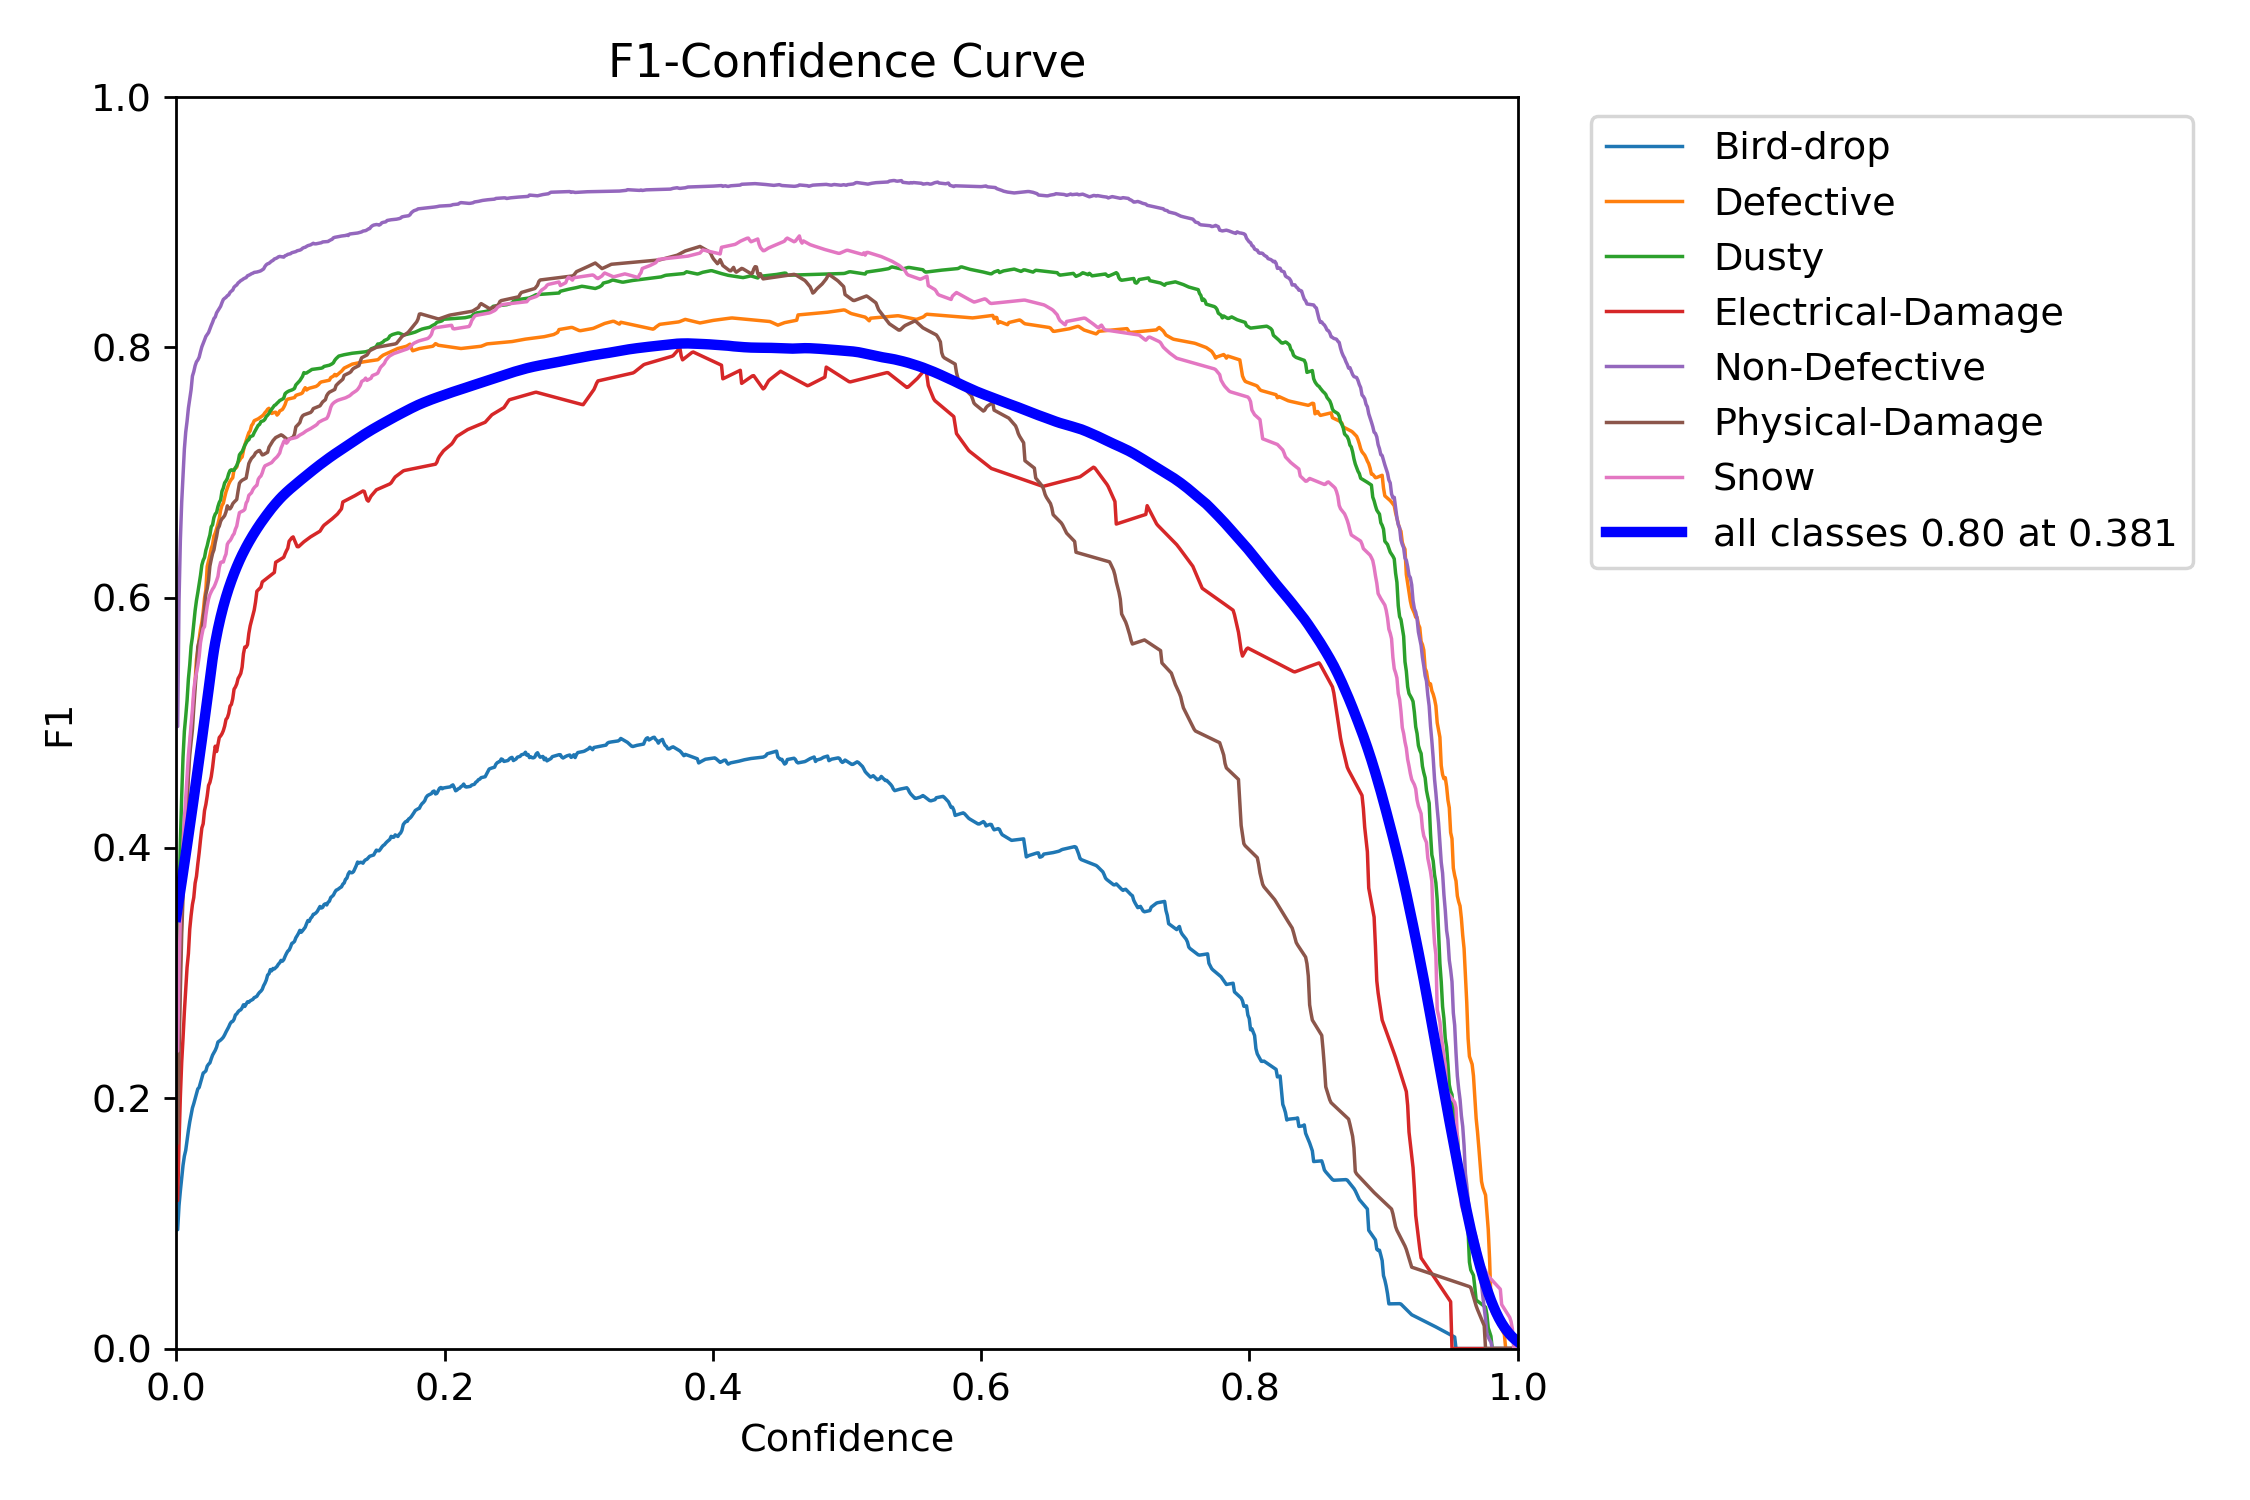 F1-Confidence Curve
1.0
0.8
0.6
0.4
0.2
0.0
F1
0.0 0.2 0.4 0.6 0.8 1.0
Confidence
Bird-drop
Defective
Dusty
Electrical-Damage
Non-Defective
Physical-Damage
Snow
all classes 0.80 at 0.381